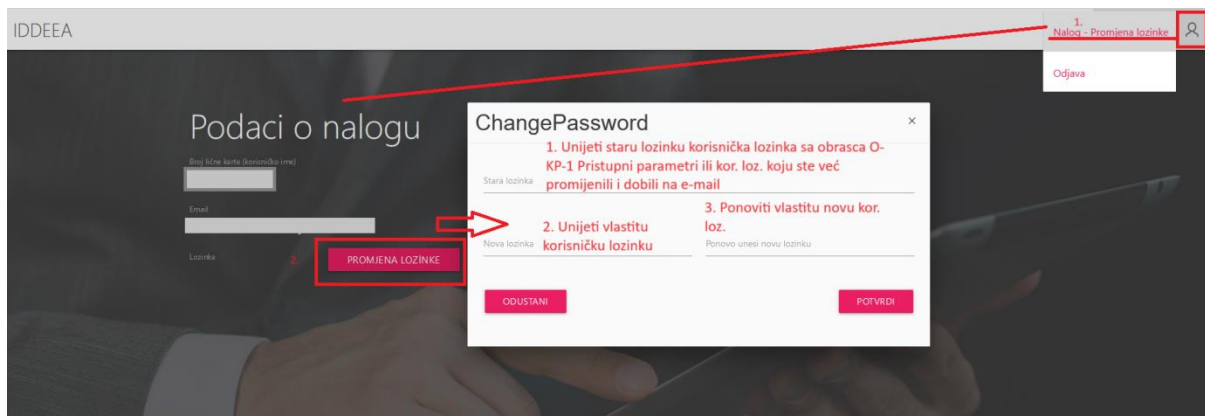 IDDEEA
1.
Nalog - Promjena lozinke
Odjava
Podaci o nalogu
Broj lične karte (korisničko ime)
Email
Lozinka
2.
PROMJENA LOZINKE
ChangePassword
×
1. Unijeti staru lozinku korisnička lozinka sa obrasca O-
KP-1 Pristupni parametri ili kor. loz. koju ste već
promijenili i dobili na e-mail
Stara lozinka
2. Unijeti vlastitu
korisničku lozinku
Nova lozinka
3. Ponoviti vlastitu novu kor.
loz.
Ponovo unesi novu lozinku
ODUSTANI
POTVRDI